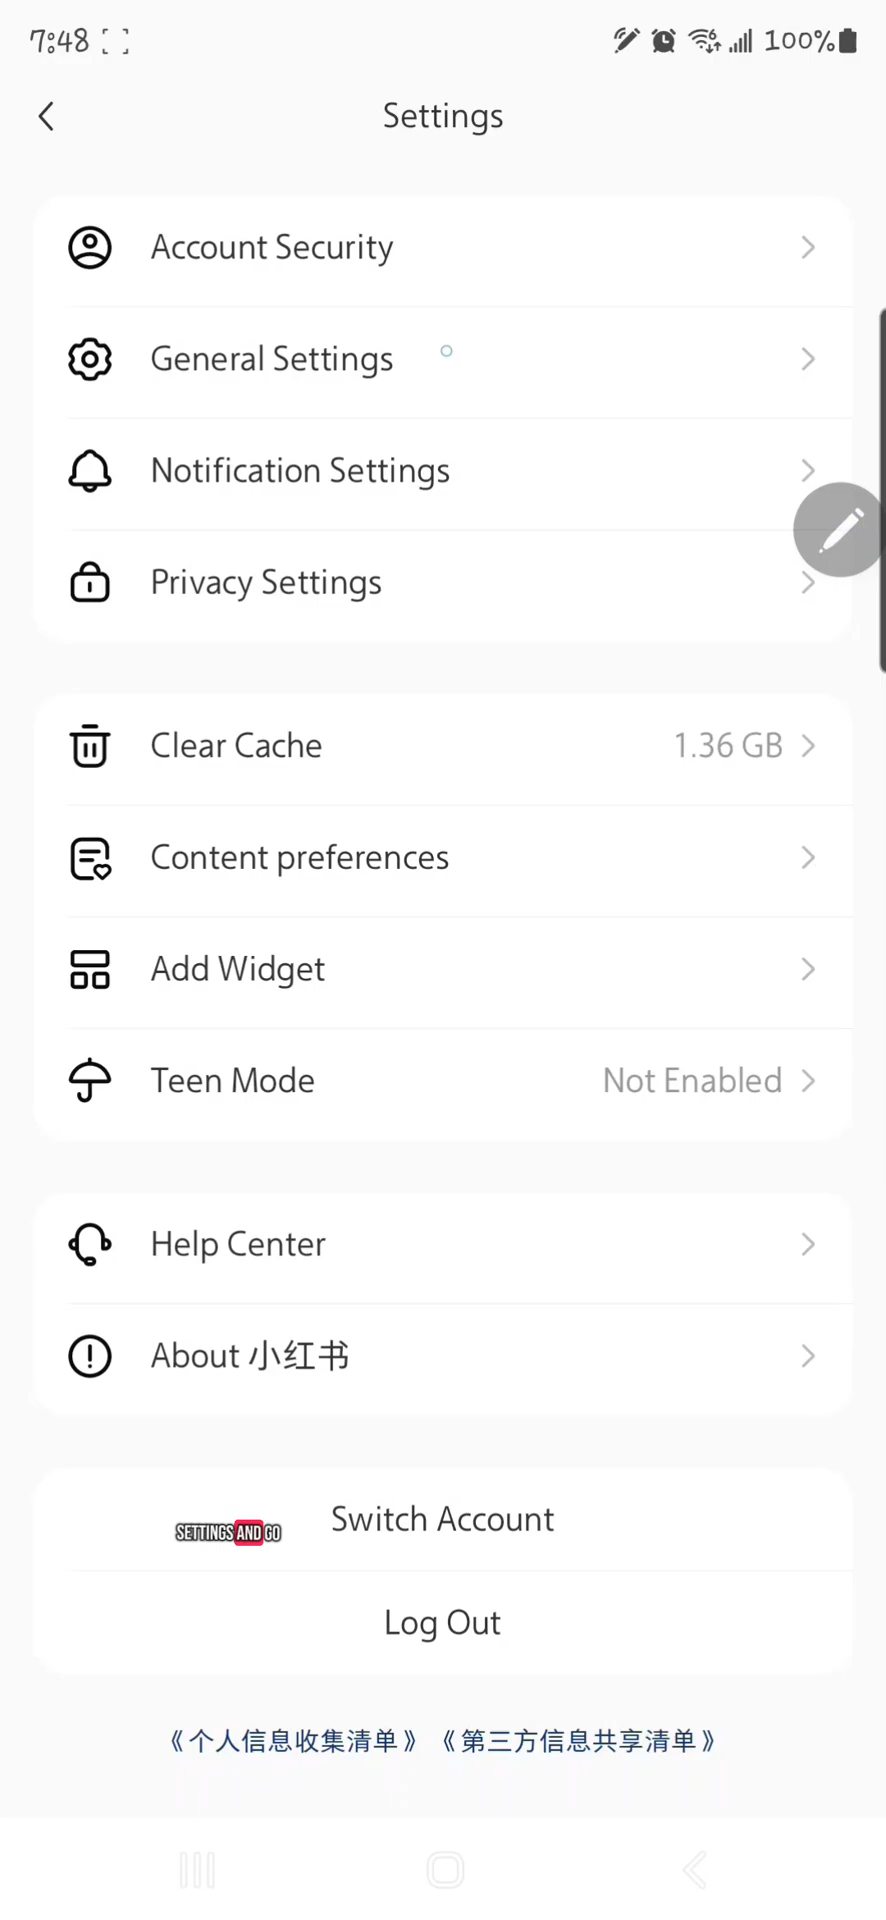 7:48
100%
Settings
Account Security
General Settings
Notification Settings
Privacy Settings
Clear Cache 1.36 GB
Content preferences
Add Widget
Teen Mode Not Enabled
Help Center
About 小红书
Switch Account
SETTINGS AND GO
Log Out
《个人信息收集清单》 《第三方信息共享清单》